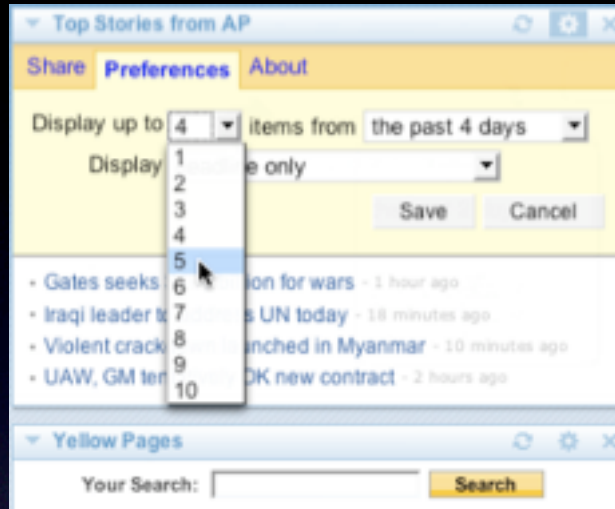 Top Stories from AP
Share Preferences About
Display up to 4 items from the past 4 days
Display e only
1
2
3
4
5
6
7
8
9
10
Save Cancel
Gates seeks ion for wars - 1 hour ago
Iraqi leader to s UN today - 18 minutes ago
Violent crack unched in Myanmar - 10 minutes ago
UAW, GM ten OK new contract - 2 hours ago
Yellow Pages
Your Search: Search